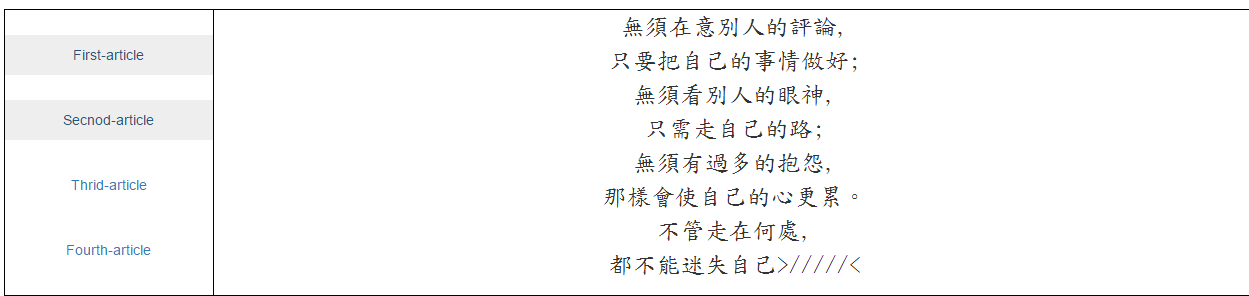 First-article
Secnod-article
Thrid-article
Fourth-article
無須在意別人的評論,
只要把自己的事情做好;
無須看別人的眼神,
只需走自己的路;
無須有過多的抱怨,
那樣會使自己的心更累。
不管走在何處,
都不能迷失自己>/////<